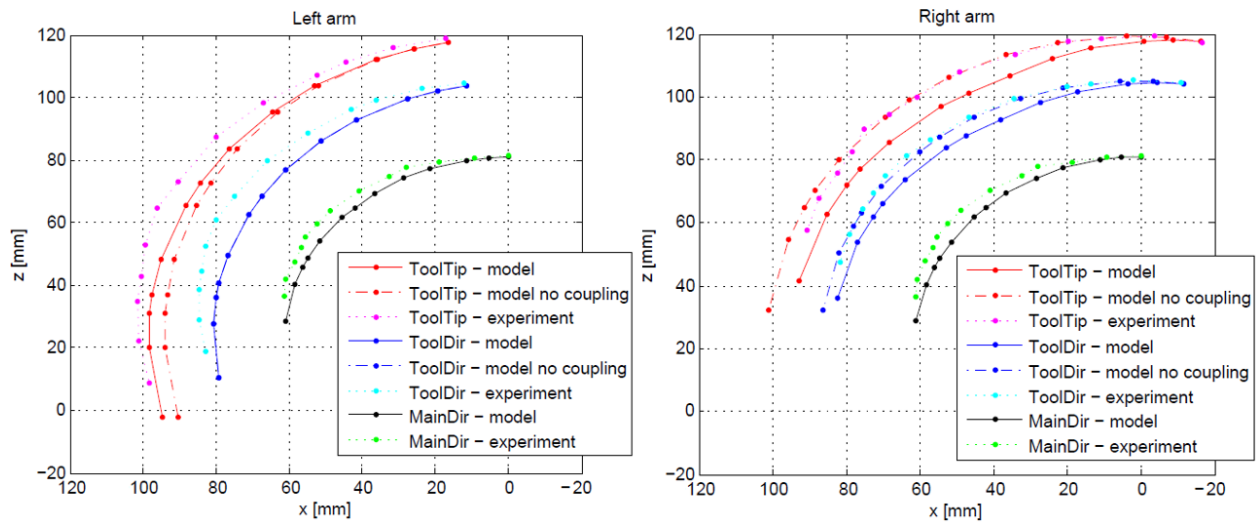 Left arm
120
100
80
60
40
20
0
−20
z [mm]
120
100
80
60
40
20
0
−20
x [mm]
ToolTip − model
ToolTip − model no coupling
ToolTip − experiment
ToolDir − model
ToolDir − model no coupling
ToolDir − experiment
MainDir − model
MainDir − experiment
Right arm
120
100
80
60
40
20
0
−20
z [mm]
120
100
80
60
40
20
0
−20
x [mm]
ToolTip − model
ToolTip − model no coupling
ToolTip − experiment
ToolDir − model
ToolDir − model no coupling
ToolDir − experiment
MainDir − model
MainDir − experiment